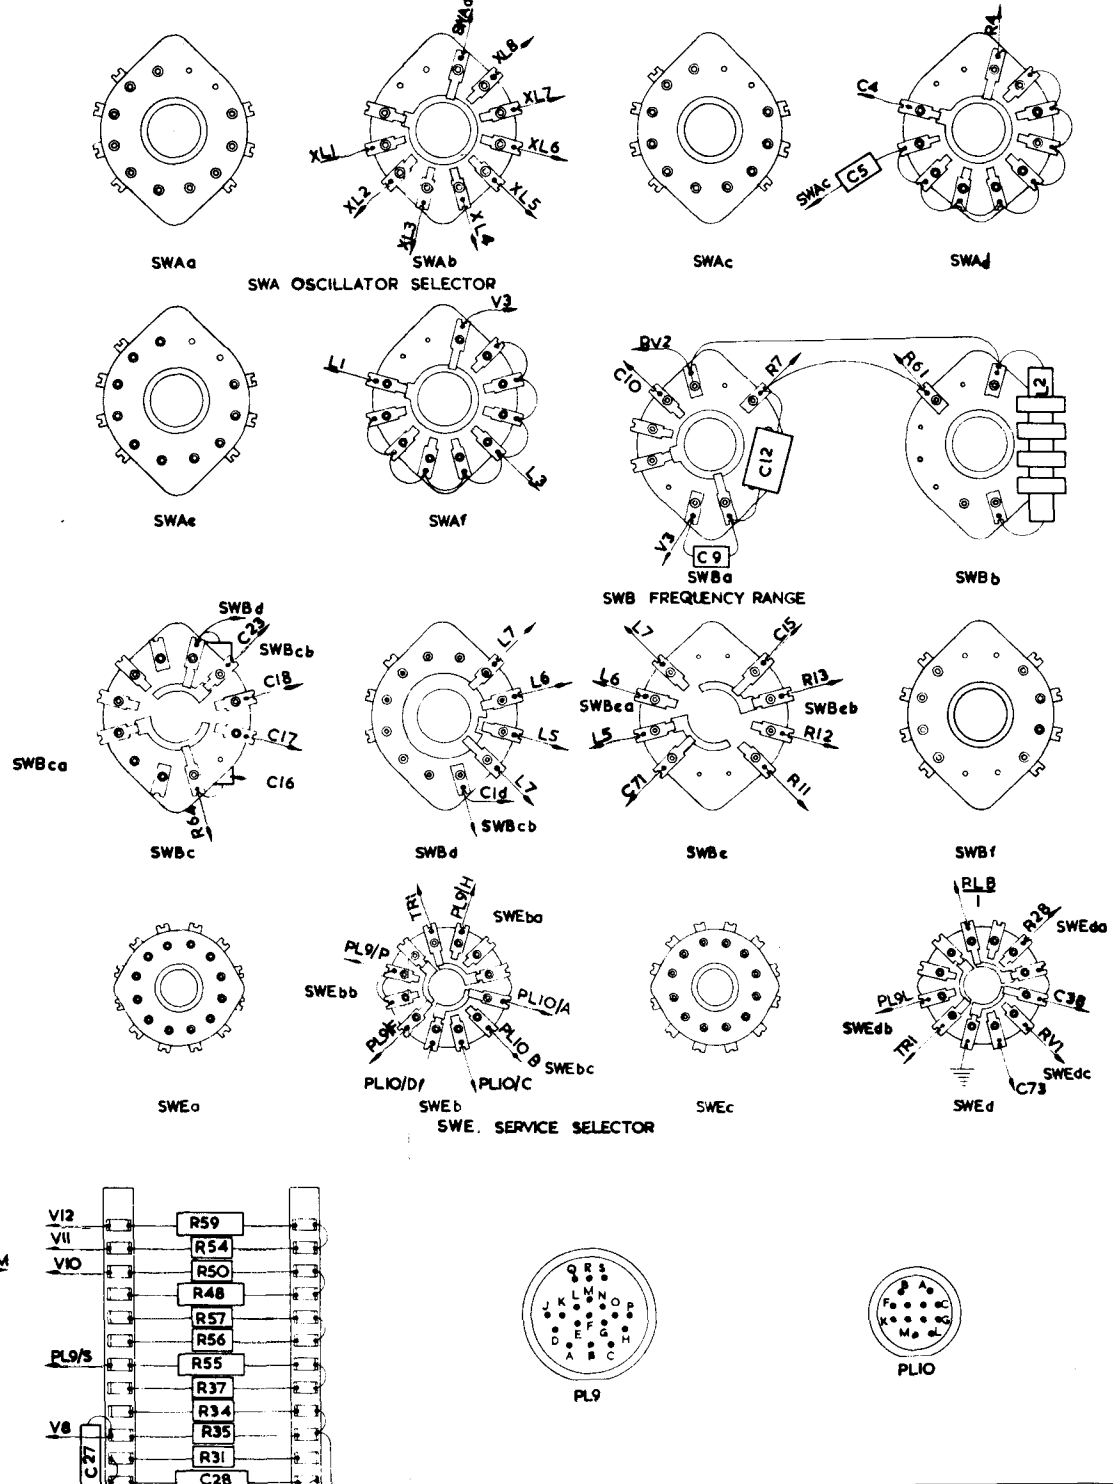 SWAd
XL8
XL7
XL6
XL5
XL4
XL3
XL2
XL1
R4
C4
C5
SWAc
SWAa
SWAb
SWAc
SWAd
SWA OSCILLATOR SELECTOR
V3
L1
L3
RV2
C10
R7
R61
L2
C12
V3
C9
SWAe
SWAf
SWBa
SWBb
SWB FREQUENCY RANGE
SWBd
C23
SWBcb
C18
C17
C16
SWBca
L7
L6
L5
L7
C1d
SWBcb
L7
L6
SWBea
L5
C71
C15
R13
SWBeb
R12
R11
SWBc
SWBd
SWBe
SWBf
TR1
PL9/H
SWEba
PL9/P
SWEbb
PL10/A
PL10 B
SWEbc
PL10/C
RLB
1
R28
SWEda
PL9L
SWEdb
TR1
C38
RV1
SWEdc
C73
SWEa
SWEb
SWEc
SWEd
SWE. SERVICE SELECTOR
V12
R59
V11
R54
V10
R50
R48
R57
R56
PL9/S
R55
R37
R34
V8
R35
C27
R31
C28
Q R S
L M N
J K O P
D E F G H
A B C
PL9
B A
F C
K G
M L
PL10